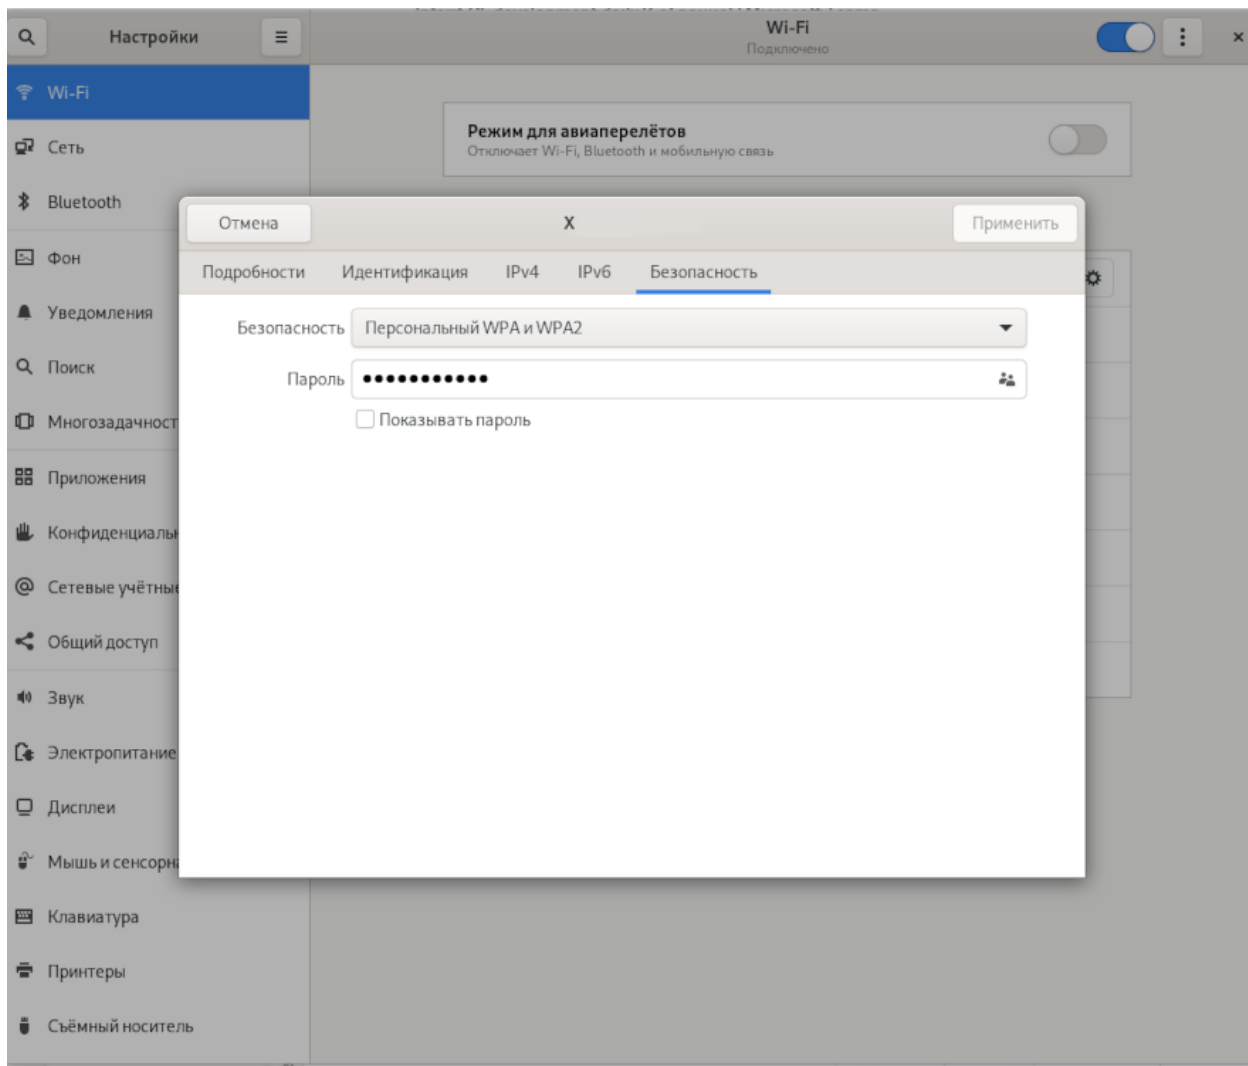 Настройки
Wi-Fi
Подключено
Wi-Fi
Сеть
Bluetooth
Фон
Уведомления
Поиск
Многозадачност
Приложения
Конфиденциальн
Сетевые учётные
Общий доступ
Звук
Электропитание
Дисплеи
Мышь и сенсорна
Клавиатура
Принтеры
Съёмный носитель
Режим для авиаперелётов
Отключает Wi-Fi, Bluetooth и мобильную связь
Отмена
X
Применить
Подробности Идентификация IPv4 IPv6 Безопасность
Безопасность Персональный WPA и WPA2
Пароль
Показывать пароль